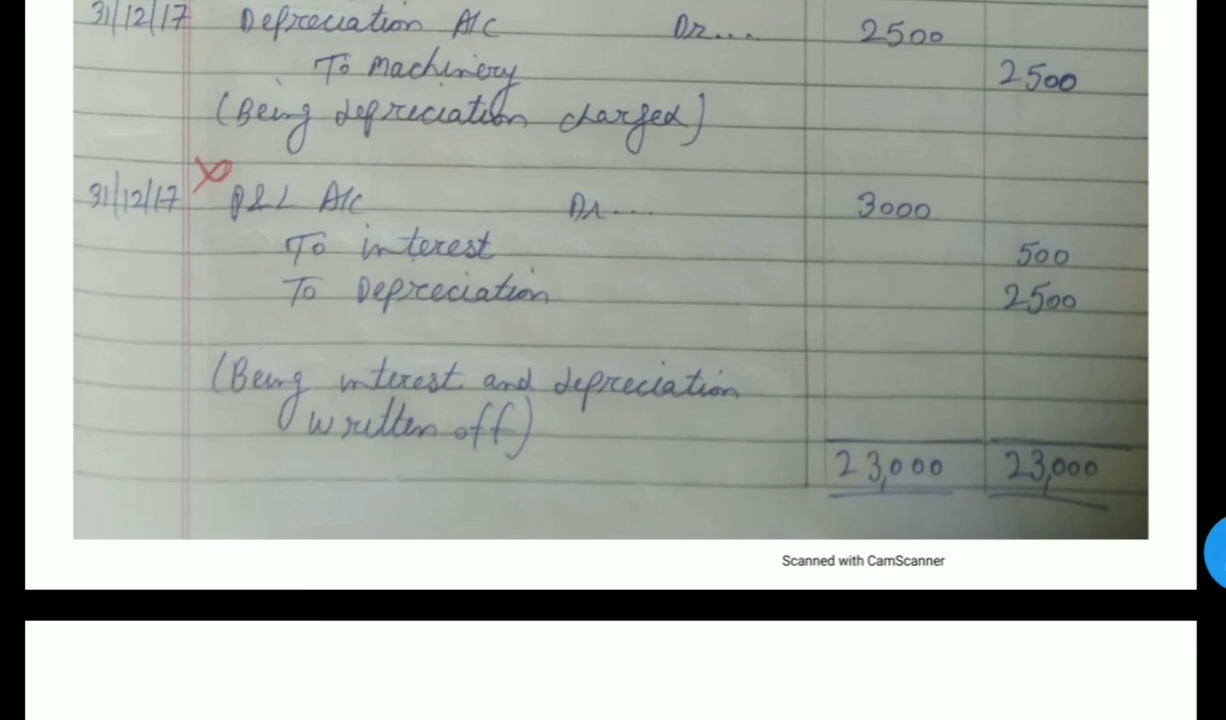 31/12/17 Depreciation A/C Dr.... 2500
To Machinery 2500
(Being depreciation charged)
31/12/17 P&L A/C Dr.... 3000
To interest 500
To Depreciation 2500
(Being interest and depreciation
written off)
23,000 23,000
Scanned with CamScanner